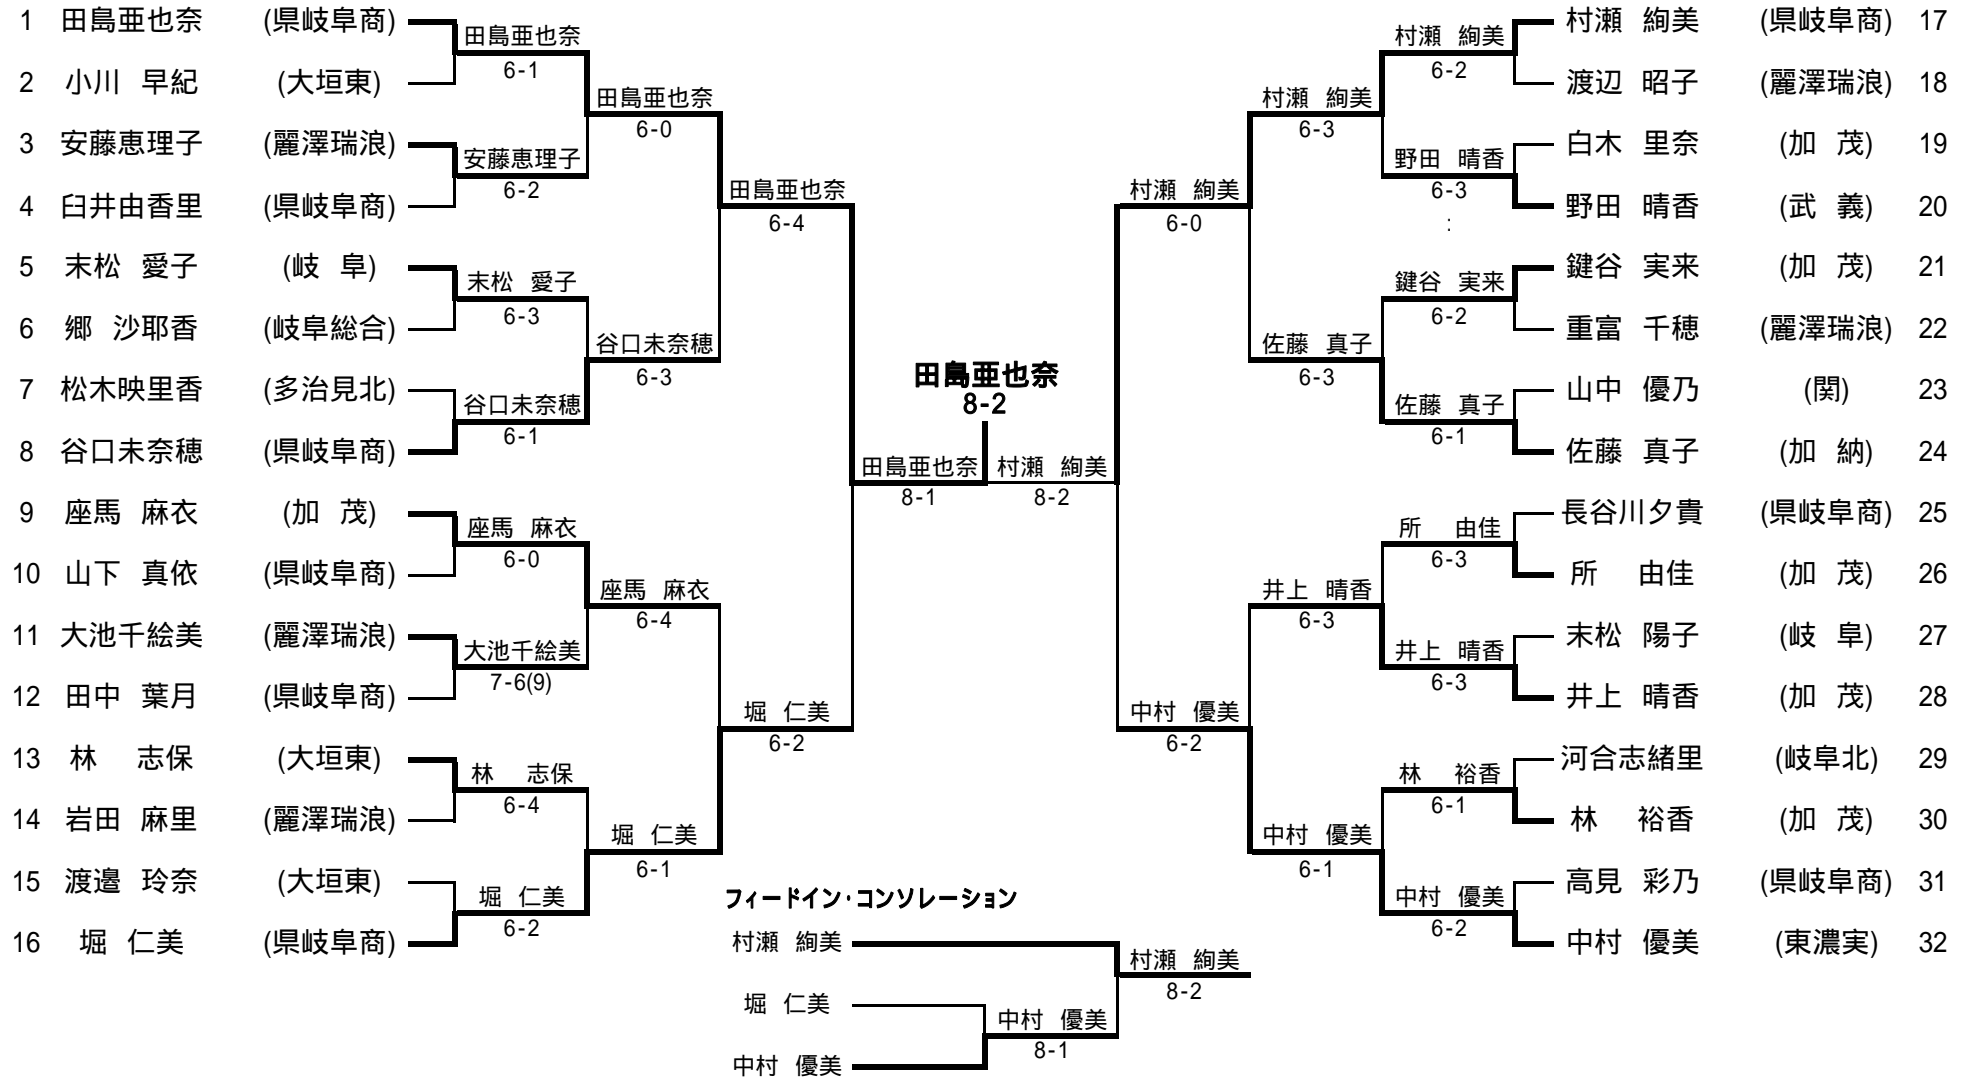 1 田島亜也奈 (県岐阜商)
2 小川 早紀 (大垣東)
3 安藤恵理子 (麗澤瑞浪)
4 臼井由香里 (県岐阜商)
5 末松 愛子 (岐 阜)
6 郷 沙耶香 (岐阜総合)
7 松木映里香 (多治見北)
8 谷口未奈穂 (県岐阜商)
9 座馬 麻衣 (加 茂)
10 山下 真依 (県岐阜商)
11 大池千絵美 (麗澤瑞浪)
12 田中 葉月 (県岐阜商)
13 林 志保 (大垣東)
14 岩田 麻里 (麗澤瑞浪)
15 渡邉 玲奈 (大垣東)
16 堀 仁美 (県岐阜商)
田島亜也奈
6-1
安藤恵理子
6-2
末松 愛子
6-3
谷口未奈穂
6-1
座馬 麻衣
6-0
大池千絵美
7-6(9)
林 志保
6-4
堀 仁美
6-2
田島亜也奈
6-0
谷口未奈穂
6-3
座馬 麻衣
6-4
堀 仁美
6-1
田島亜也奈
6-4
堀 仁美
6-2
田島亜也奈
8-1
田島亜也奈
8-2
村瀬 絢美
8-2
村瀬 絢美
6-0
中村 優美
6-2
村瀬 絢美
6-3
佐藤 真子
6-3
井上 晴香
6-3
中村 優美
6-1
村瀬 絢美
6-2
野田 晴香
6-3
:
鍵谷 実来
6-2
佐藤 真子
6-1
所 由佳
6-3
井上 晴香
6-3
林 裕香
6-1
中村 優美
6-2
村瀬 絢美 (県岐阜商) 17
渡辺 昭子 (麗澤瑞浪) 18
白木 里奈 (加 茂) 19
野田 晴香 (武 義) 20
鍵谷 実来 (加 茂) 21
重富 千穂 (麗澤瑞浪) 22
山中 優乃 (関) 23
佐藤 真子 (加 納) 24
長谷川夕貴 (県岐阜商) 25
所 由佳 (加 茂) 26
末松 陽子 (岐 阜) 27
井上 晴香 (加 茂) 28
河合志緒里 (岐阜北) 29
林 裕香 (加 茂) 30
高見 彩乃 (県岐阜商) 31
中村 優美 (東濃実) 32
フィードイン・コンソレーション
村瀬 絢美
堀 仁美
中村 優美
中村 優美
8-1
村瀬 絢美
8-2